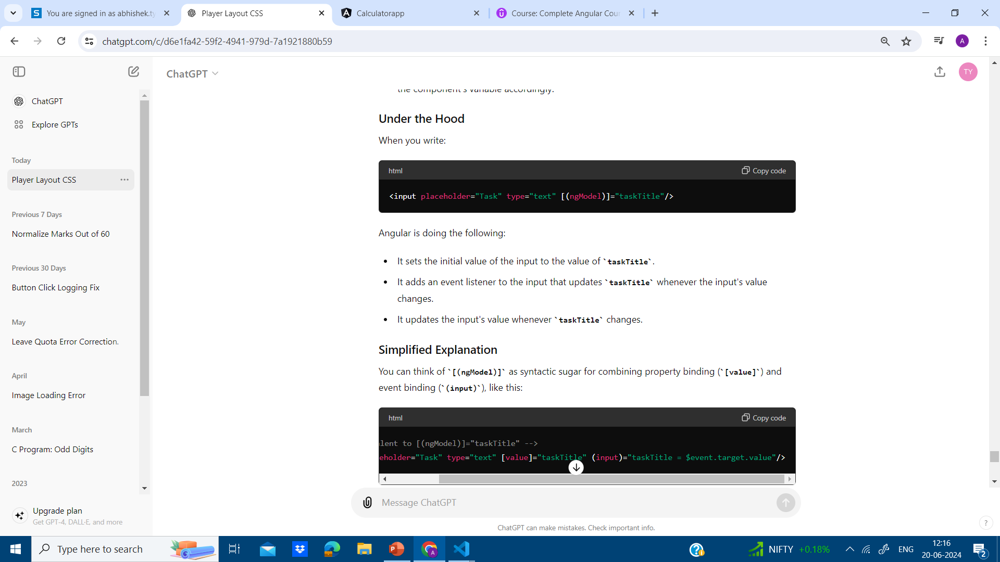 You are signed in as abhishek.ty
Player Layout CSS
Calculatorapp
Course: Complete Angular Cour
chatgpt.com/c/d6e1fa42-59f2-4941-979d-7a1921880b59
A
ChatGPT
TY
ChatGPT
Explore GPTs
Today
Player Layout CSS
Previous 7 Days
Normalize Marks Out of 60
Previous 30 Days
Button Click Logging Fix
May
Leave Quota Error Correction.
April
Image Loading Error
March
C Program: Odd Digits
2023
Upgrade plan
Get GPT-4, DALL·E, and more
the component's variable accordingly.
Under the Hood
When you write:
html
Copy code
<input placeholder="Task" type="text" [(ngModel)]="taskTitle"/>
Angular is doing the following:
• It sets the initial value of the input to the value of `taskTitle`.
• It adds an event listener to the input that updates `taskTitle` whenever the input's value
changes.
• It updates the input's value whenever `taskTitle` changes.
Simplified Explanation
You can think of `[(ngModel)]` as syntactic sugar for combining property binding (`[value]`) and
event binding (`(input)`), like this:
html
Copy code
lent to [(ngModel)]="taskTitle" -->
eholder="Task" type="text" [value]="taskTitle" (input)="taskTitle = $event.target.value"/>
Message ChatGPT
ChatGPT can make mistakes. Check important info.
?
Type here to search
NIFTY +0.18%
ENG
12:16
20-06-2024
2